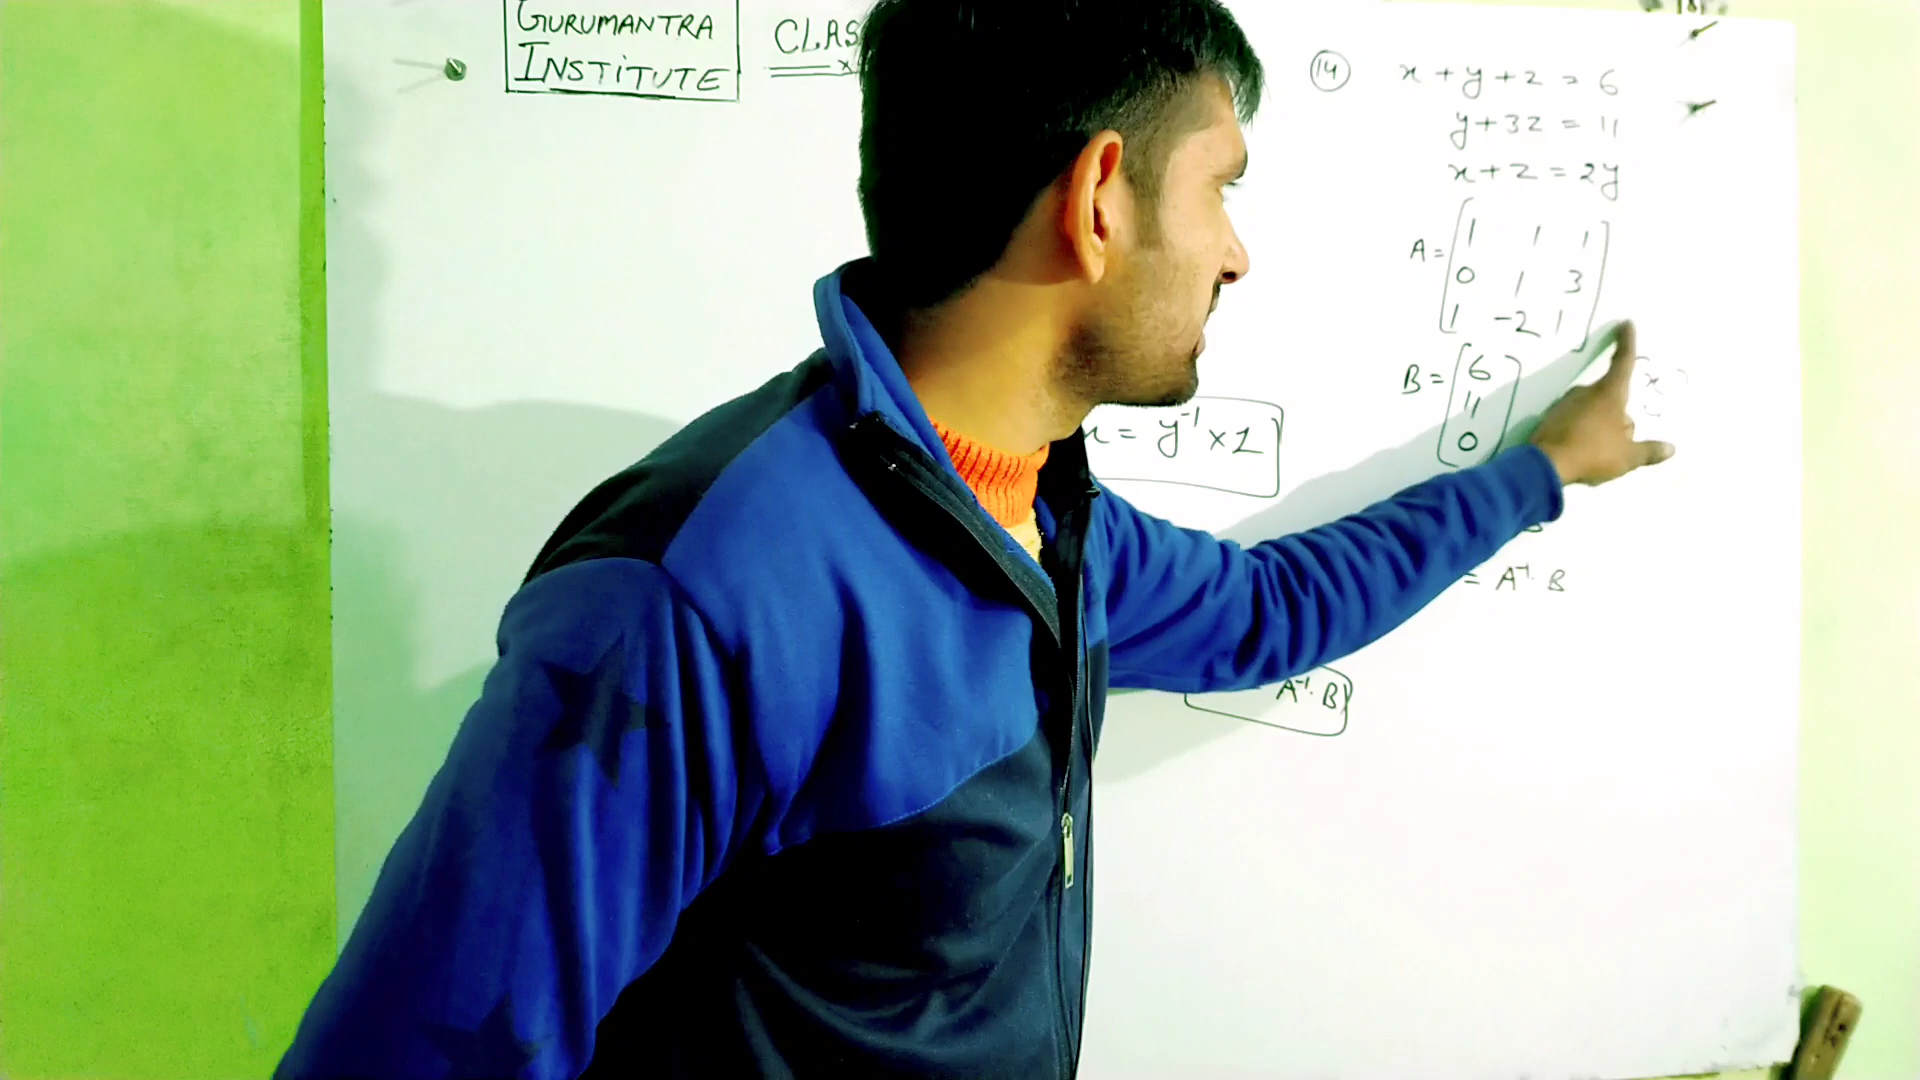 GURUMANTRA
INSTITUTE
CLAS
x = y⁻¹ × 1
A⁻¹. B
(14) x + y + z = 6
y + 3z = 11
x + z = 2y
A = [1 1 1
0 1 3
1 -2 1]
B = [6
11
0]
x
= A⁻¹. B